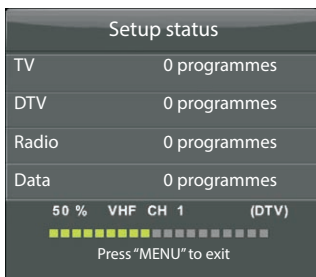 Setup status
TV 0 programmes
DTV 0 programmes
Radio 0 programmes
Data 0 programmes
50 % VHF CH 1 (DTV)
Press “MENU” to exit